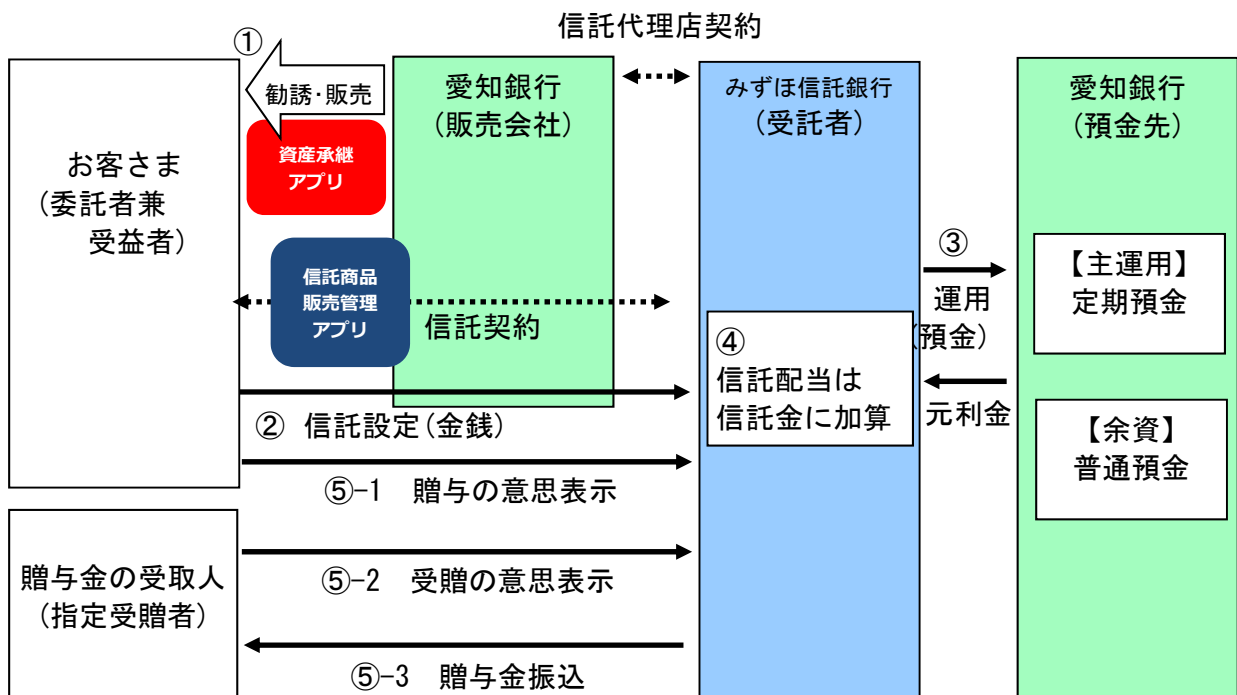 信託代理店契約
①
勧誘・販売
愛知銀行
(販売会社)
みずほ信託銀行
(受託者)
愛知銀行
(預金先)
お客さま
(委託者兼
受益者)
資産承継
アプリ
信託商品
販売管理
アプリ
信託契約
③
運用
(預金)
【主運用】
定期預金
④
信託配当は
信託金に加算
元利金
【余資】
普通預金
② 信託設定(金銭)
⑤-1 贈与の意思表示
贈与金の受取人
(指定受贈者)
⑤-2 受贈の意思表示
⑤-3 贈与金振込